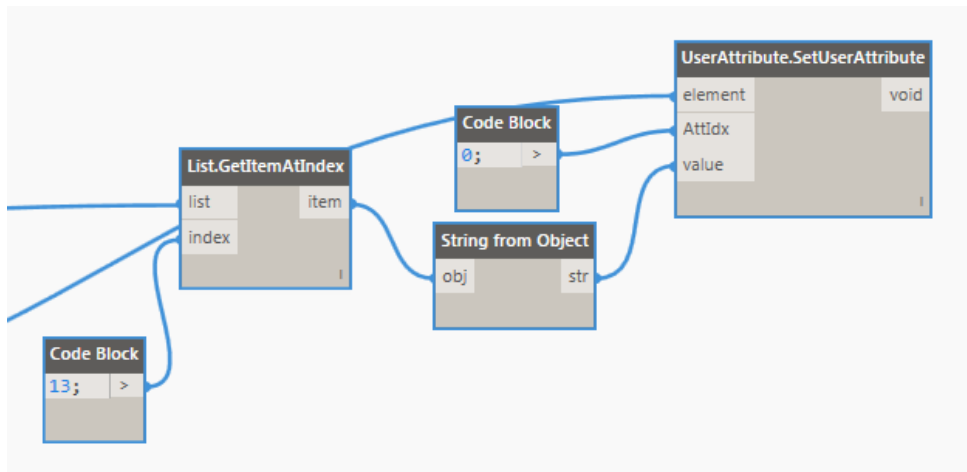 UserAttribute.SetUserAttribute
element void
AttIdx
value
Code Block
0; >
List.GetItemAtIndex
list item
index
String from Object
obj str
Code Block
13; >